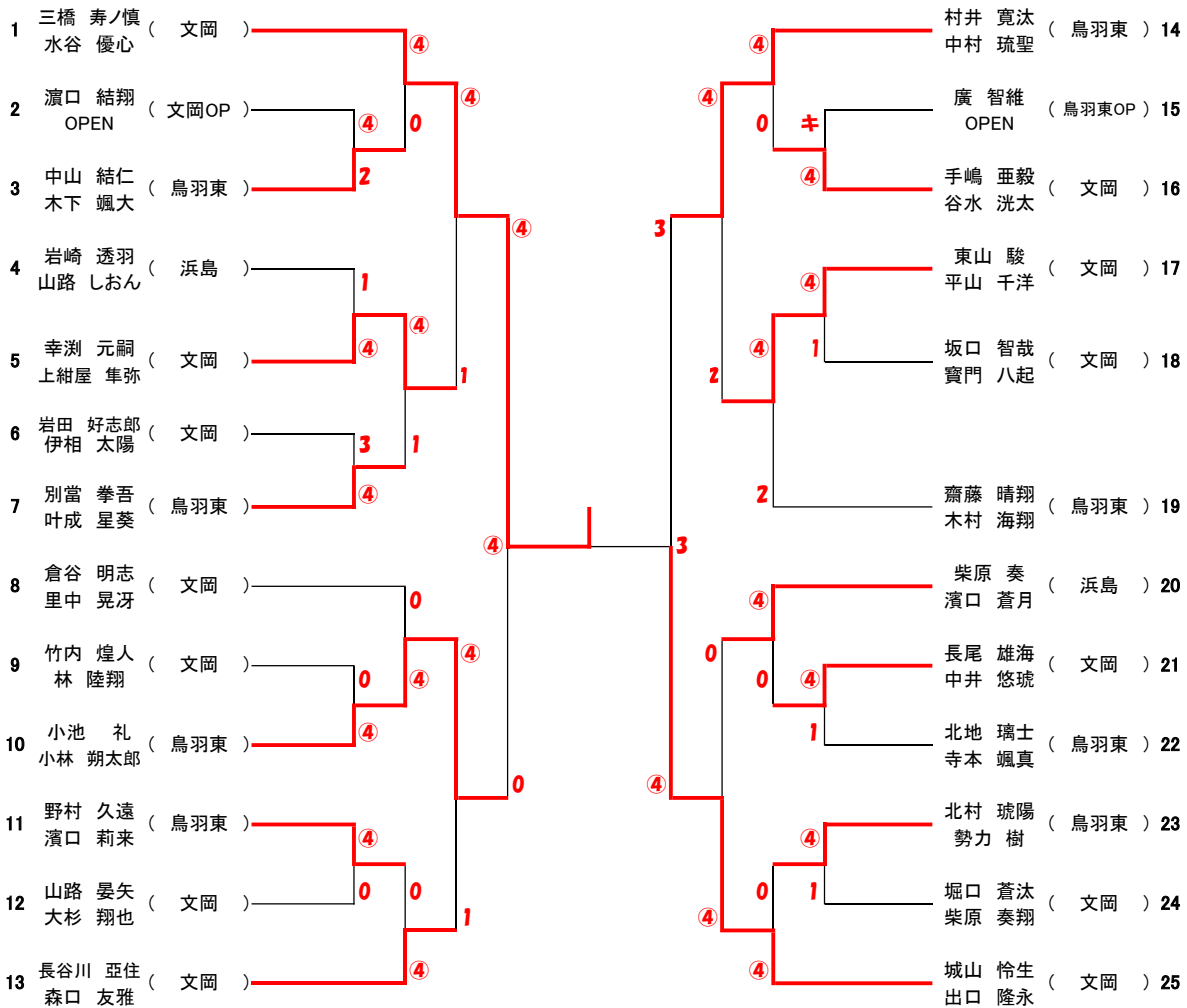 1 三橋 寿ノ慎 水谷 優心 ( 文岡 )
④
2 濵口 結翔 OPEN ( 文岡OP )
④ 0 ④
3 中山 結仁 木下 颯大 ( 鳥羽東 )
2
④
4 岩崎 透羽 山路 しおん ( 浜島 )
1
④
5 幸渕 元嗣 上紺屋 隼弥 ( 文岡 )
④ 1
6 岩田 好志郎 伊相 太陽 ( 文岡 )
3 1
7 別當 拳吾 叶成 星葵 ( 鳥羽東 )
④
④
8 倉谷 明志 里中 晃冴 ( 文岡 )
0
④
9 竹内 煌人 林 陸翔 ( 文岡 )
0 ④
10 小池 礼 小林 朔太郎 ( 鳥羽東 )
④
0
11 野村 久遠 濱口 莉来 ( 鳥羽東 )
④
12 山路 晏矢 大杉 翔也 ( 文岡 )
0 0 1
13 長谷川 亞住 森口 友雅 ( 文岡 )
④
村井 寛汰 中村 琉聖 ( 鳥羽東 ) 14
④
④
廣 智維 OPEN ( 鳥羽東OP ) 15
0 キ
手嶋 亜毅 谷水 洸太 ( 文岡 ) 16
④
3
東山 駿 平山 千洋 ( 文岡 ) 17
④
坂口 智哉 寳門 八起 ( 文岡 ) 18
④ 1
2
齋藤 晴翔 木村 海翔 ( 鳥羽東 ) 19
2
3
柴原 奏 濱口 蒼月 ( 浜島 ) 20
④
0
長尾 雄海 中井 悠琥 ( 文岡 ) 21
0 ④
北地 璃士 寺本 颯真 ( 鳥羽東 ) 22
1
④
北村 琥陽 勢力 樹 ( 鳥羽東 ) 23
④
堀口 蒼汰 柴原 奏翔 ( 文岡 ) 24
0 1
④
城山 怜生 出口 隆永 ( 文岡 ) 25
④